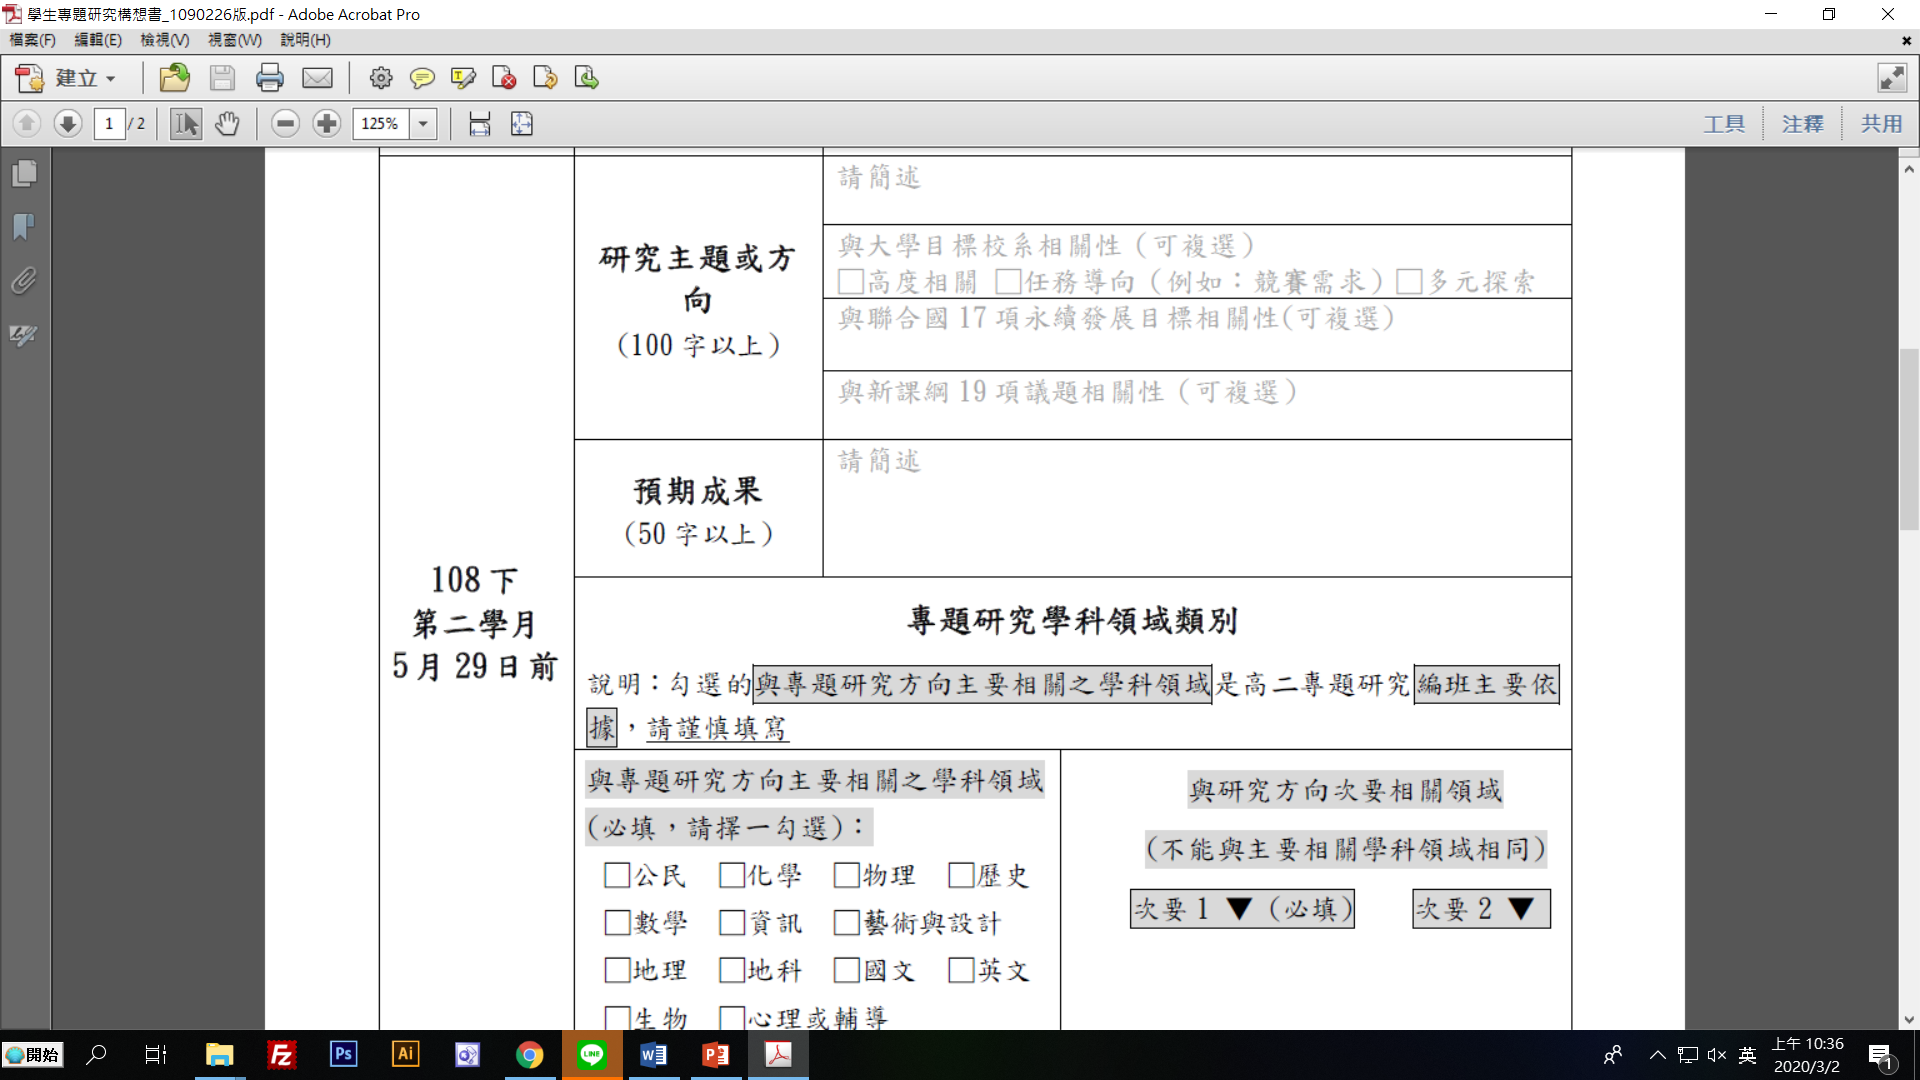 學生專題研究構想書_1090226版.pdf - Adobe Acrobat Pro
檔案(F) 編輯(E) 檢視(V) 視窗(W) 說明(H)
建立
1 / 2 125% 工具 注釋 共用
請簡述
研究主題或方
向
(100 字以上)
與大學目標校系相關性（可複選）
□高度相關 □任務導向（例如：競賽需求）□多元探索
與聯合國 17 項永續發展目標相關性(可複選)
與新課綱 19 項議題相關性（可複選）
預期成果
(50 字以上)
請簡述
108 下
第二學月
5 月 29 日前
專題研究學科領域類別
說明：勾選的與專題研究方向主要相關之學科領域是高二專題研究編班主要依
據，請謹慎填寫
與專題研究方向主要相關之學科領域
(必填，請擇一勾選)：
□公民 □化學 □物理 □歷史
□數學 □資訊 □藝術與設計
□地理 □地科 □國文 □英文
□生物 □心理或輔導
與研究方向次要相關領域
(不能與主要相關學科領域相同)
次要 1 ▼（必填） 次要 2 ▼
開始 Fz Ps Ai LINE W P 英 上午 10:36
2020/3/2 1